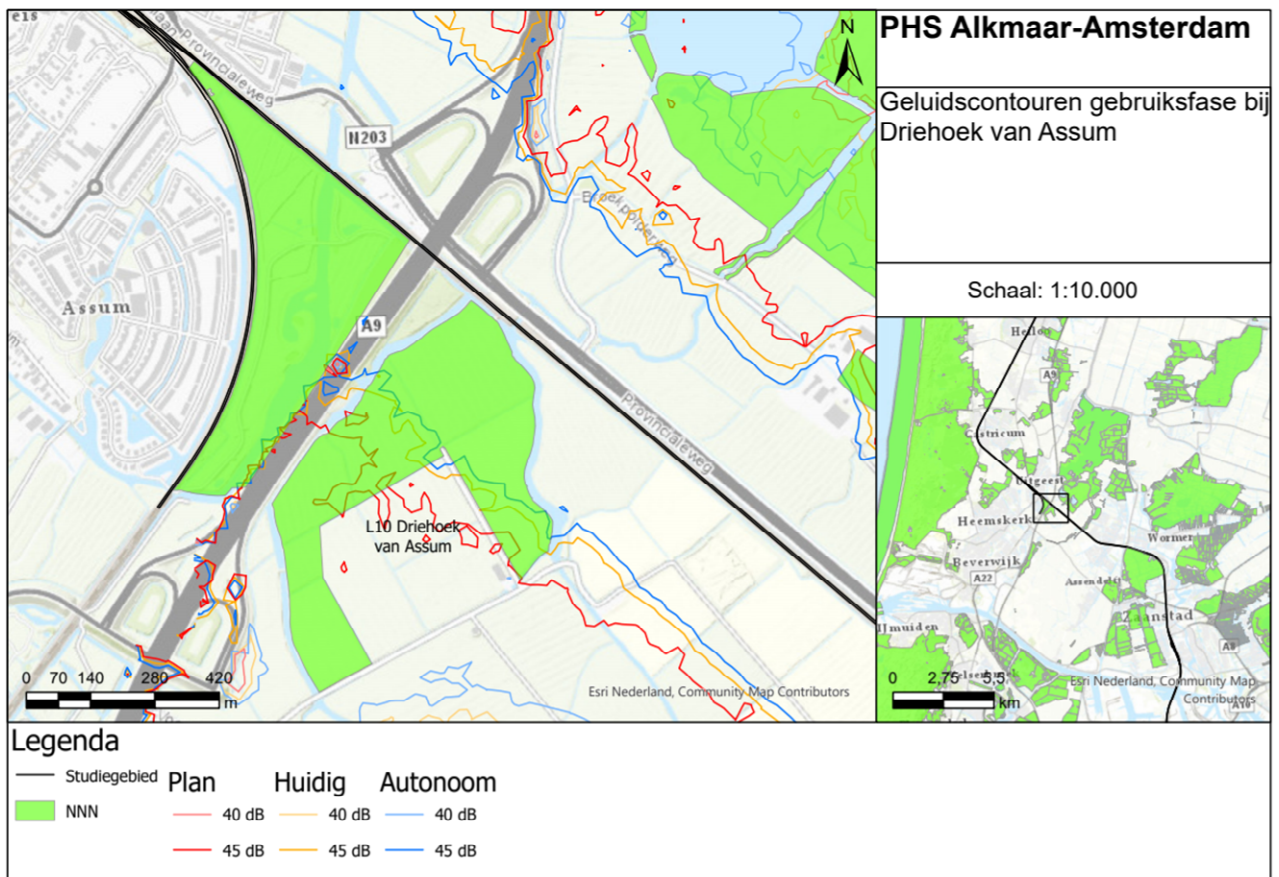 PHS Alkmaar-Amsterdam
Geluidscontouren gebruiksfase bij
Driehoek van Assum
Schaal: 1:10.000
N
Provincialeweg
N203
Assum
A9
Broekpolderweg
Provincialeweg
L10 Driehoek
van Assum
0 70 140 280 420
m
Esri Nederland, Community Map Contributors
A9
Castricum
Uitgeest
Heemskerk
Beverwijk
A22
Assendelft
Wormer
Zaanstad
IJmuiden
A8
0 2,75 5,5
km
Esri Nederland, Community Map
Contributors
A10
Legenda
Studiegebied
NNN
Plan Huidig Autonoom
40 dB 40 dB 40 dB
45 dB 45 dB 45 dB